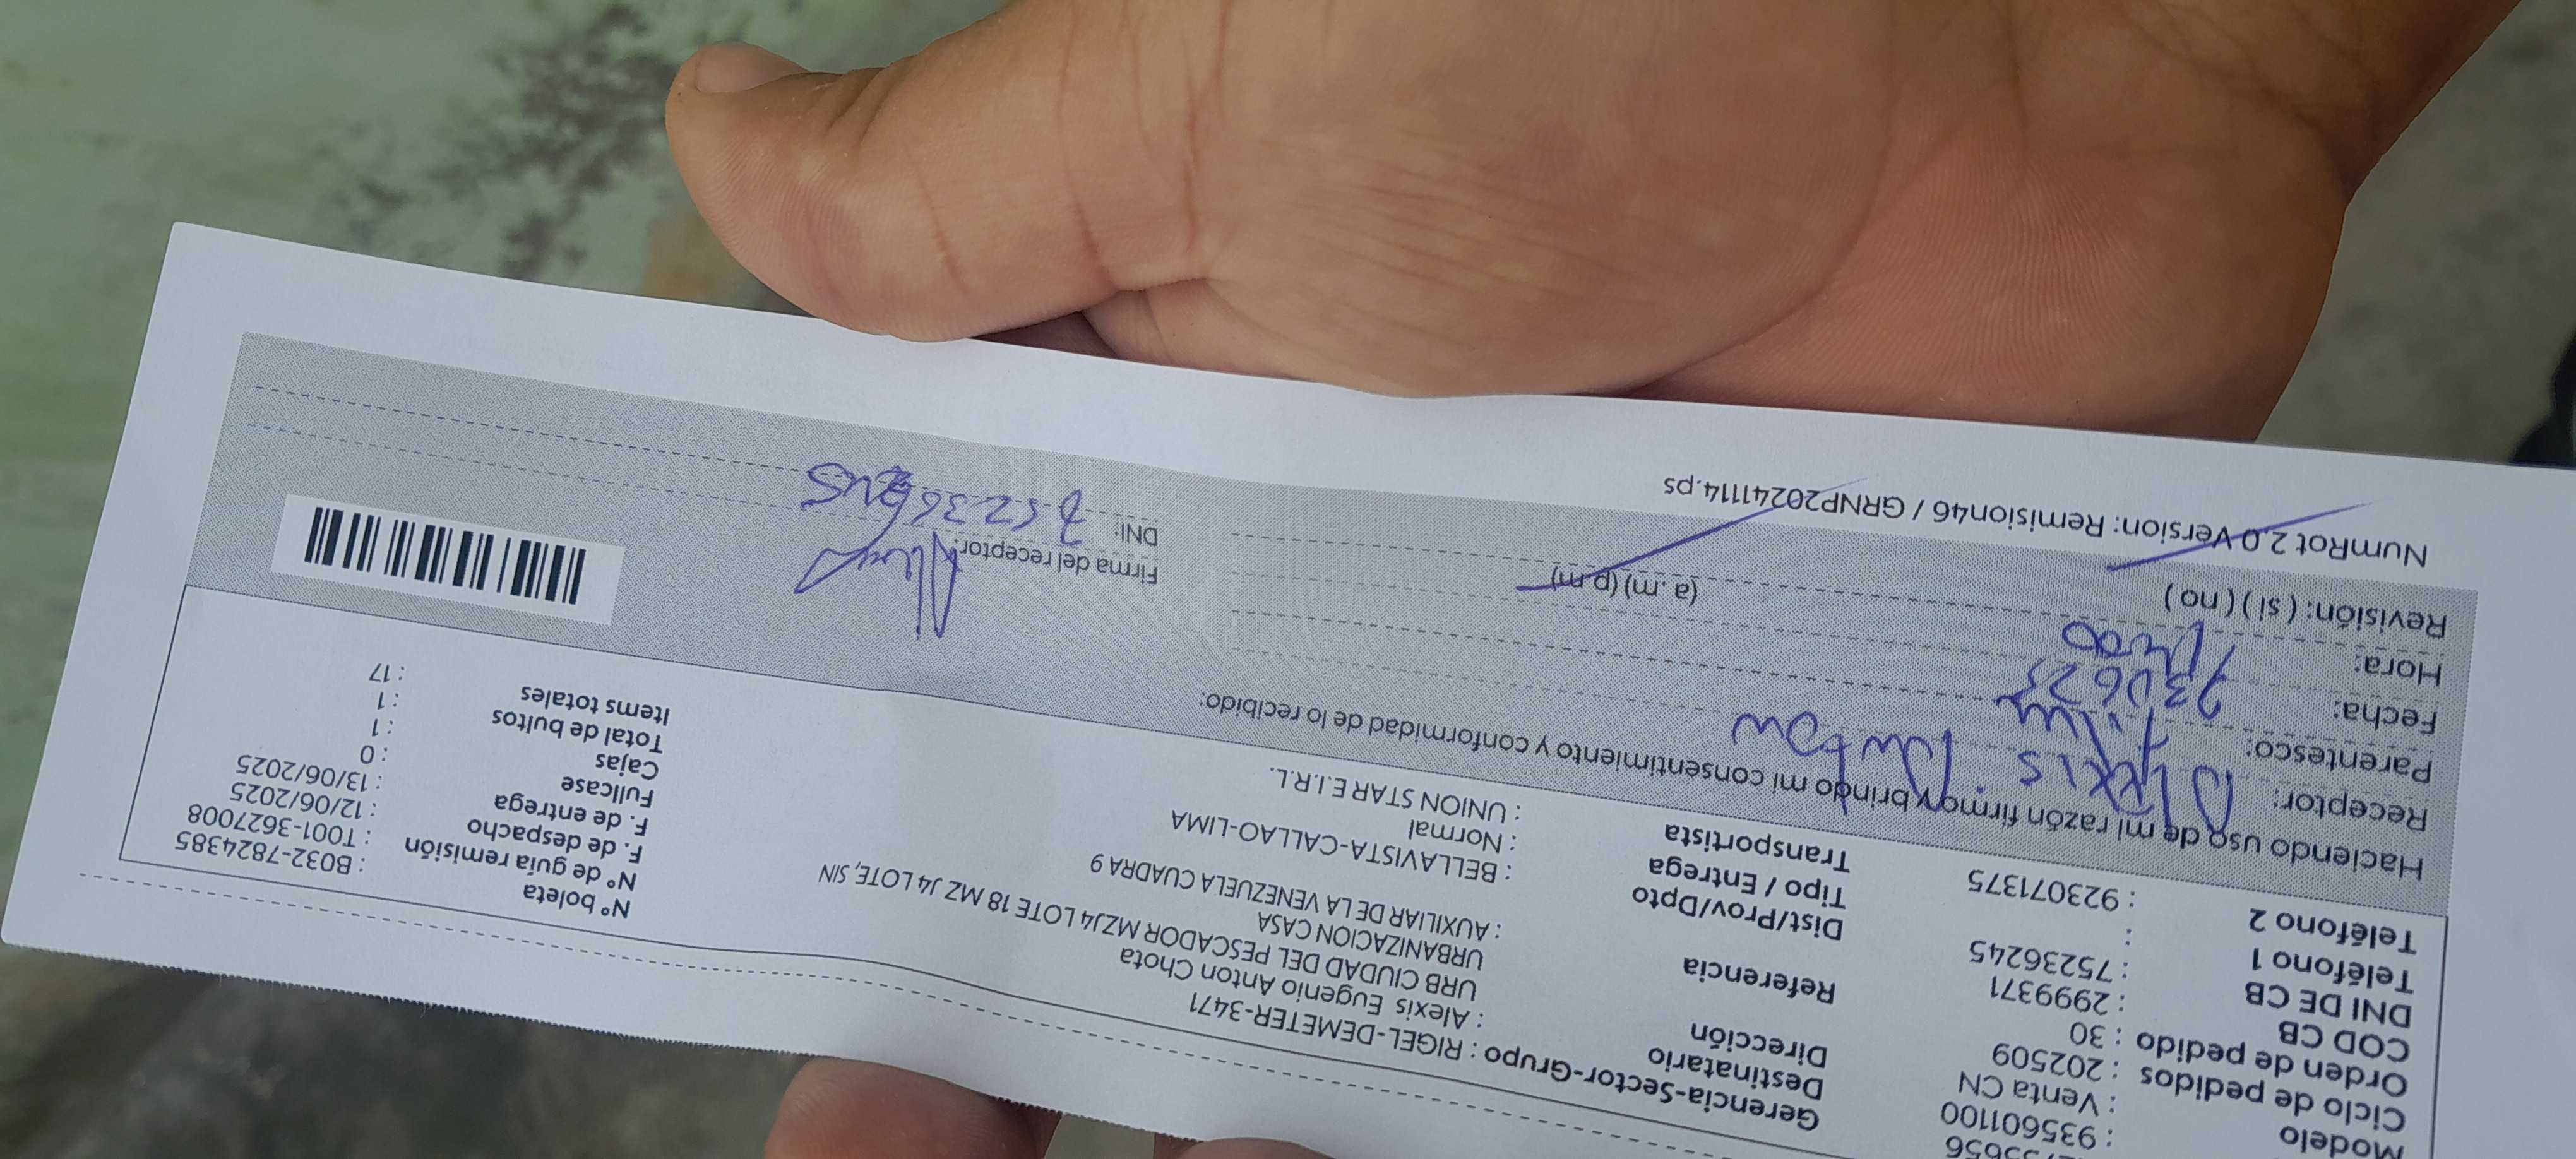 935601100
Modelo : Venta CN
Ciclo de pedidos : 202509
Orden de pedido : 30
COD CB : 2999371
DNI DE CB : 75236245
Teléfono 1 :
Teléfono 2 : 923071375
Gerencia-Sector-Grupo : RIGEL-DEMETER-3471
Destinatario : Alexis Eugenio Anton Chota
Dirección URB CIUDAD DEL PESCADOR MZJ4 LOTE 18 MZ J4 LOTE, SIN
URBANIZACION CASA
Referencia : AUXILIAR DE LA VENEZUELA CUADRA 9
Dist/Prov/Dpto : BELLAVISTA-CALLAO-LIMA
Tipo / Entrega : Normal
Transportista : UNION STAR E.I.R.L.
N° boleta : B032-7824385
N° de guía remisión : T001-3627008
F. de despacho : 12/06/2025
F. de entrega : 13/06/2025
Fullcase : 0
Cajas : 1
Total de bultos : 1
Items totales : 17
Haciendo uso de mi razón firmo y brindo mi consentimiento y conformidad de lo recibido:
Receptor: Alexis Anton
Parentesco:
Fecha: 130625
Hora:
Revisión: ( si ) ( no )
(a. m) (p. m)
Firma del receptor:
DNI: 75236245
NumRot 2.0 Version: Remision46 / GRNP20241114.ps